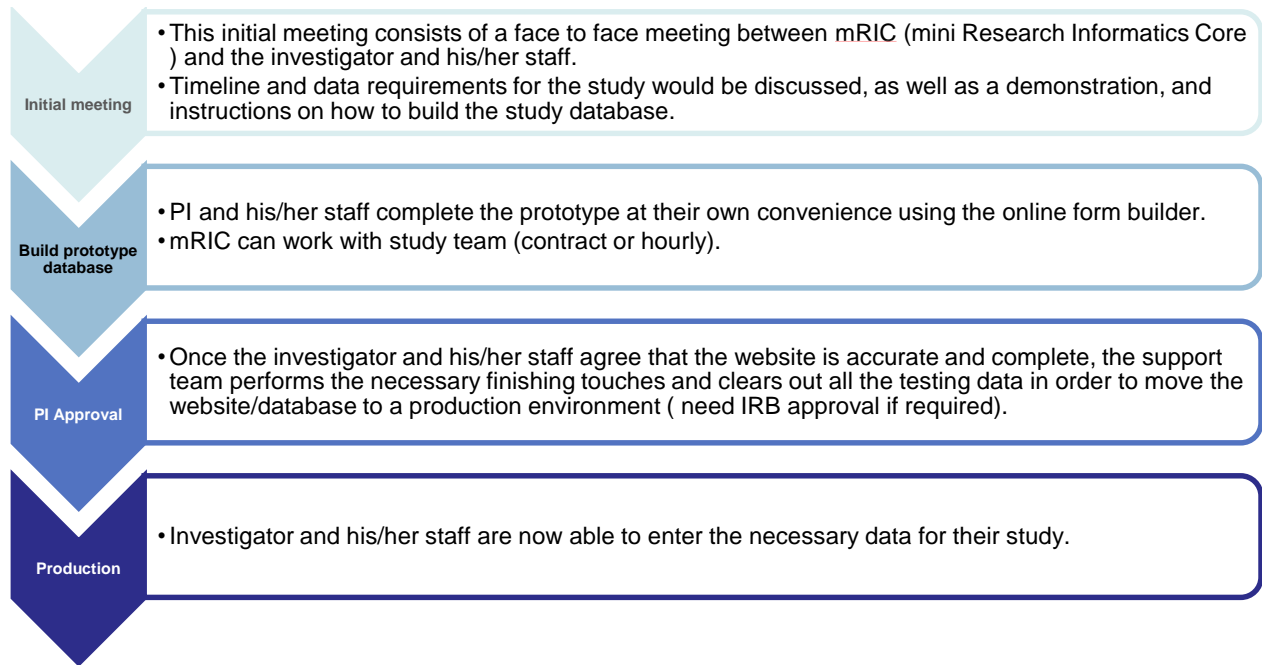 Initial meeting
• This initial meeting consists of a face to face meeting between mRIC (mini Research Informatics Core
) and the investigator and his/her staff.
• Timeline and data requirements for the study would be discussed, as well as a demonstration, and
instructions on how to build the study database.
Build prototype
database
• PI and his/her staff complete the prototype at their own convenience using the online form builder.
• mRIC can work with study team (contract or hourly).
PI Approval
• Once the investigator and his/her staff agree that the website is accurate and complete, the support
team performs the necessary finishing touches and clears out all the testing data in order to move the
website/database to a production environment ( need IRB approval if required).
Production
• Investigator and his/her staff are now able to enter the necessary data for their study.